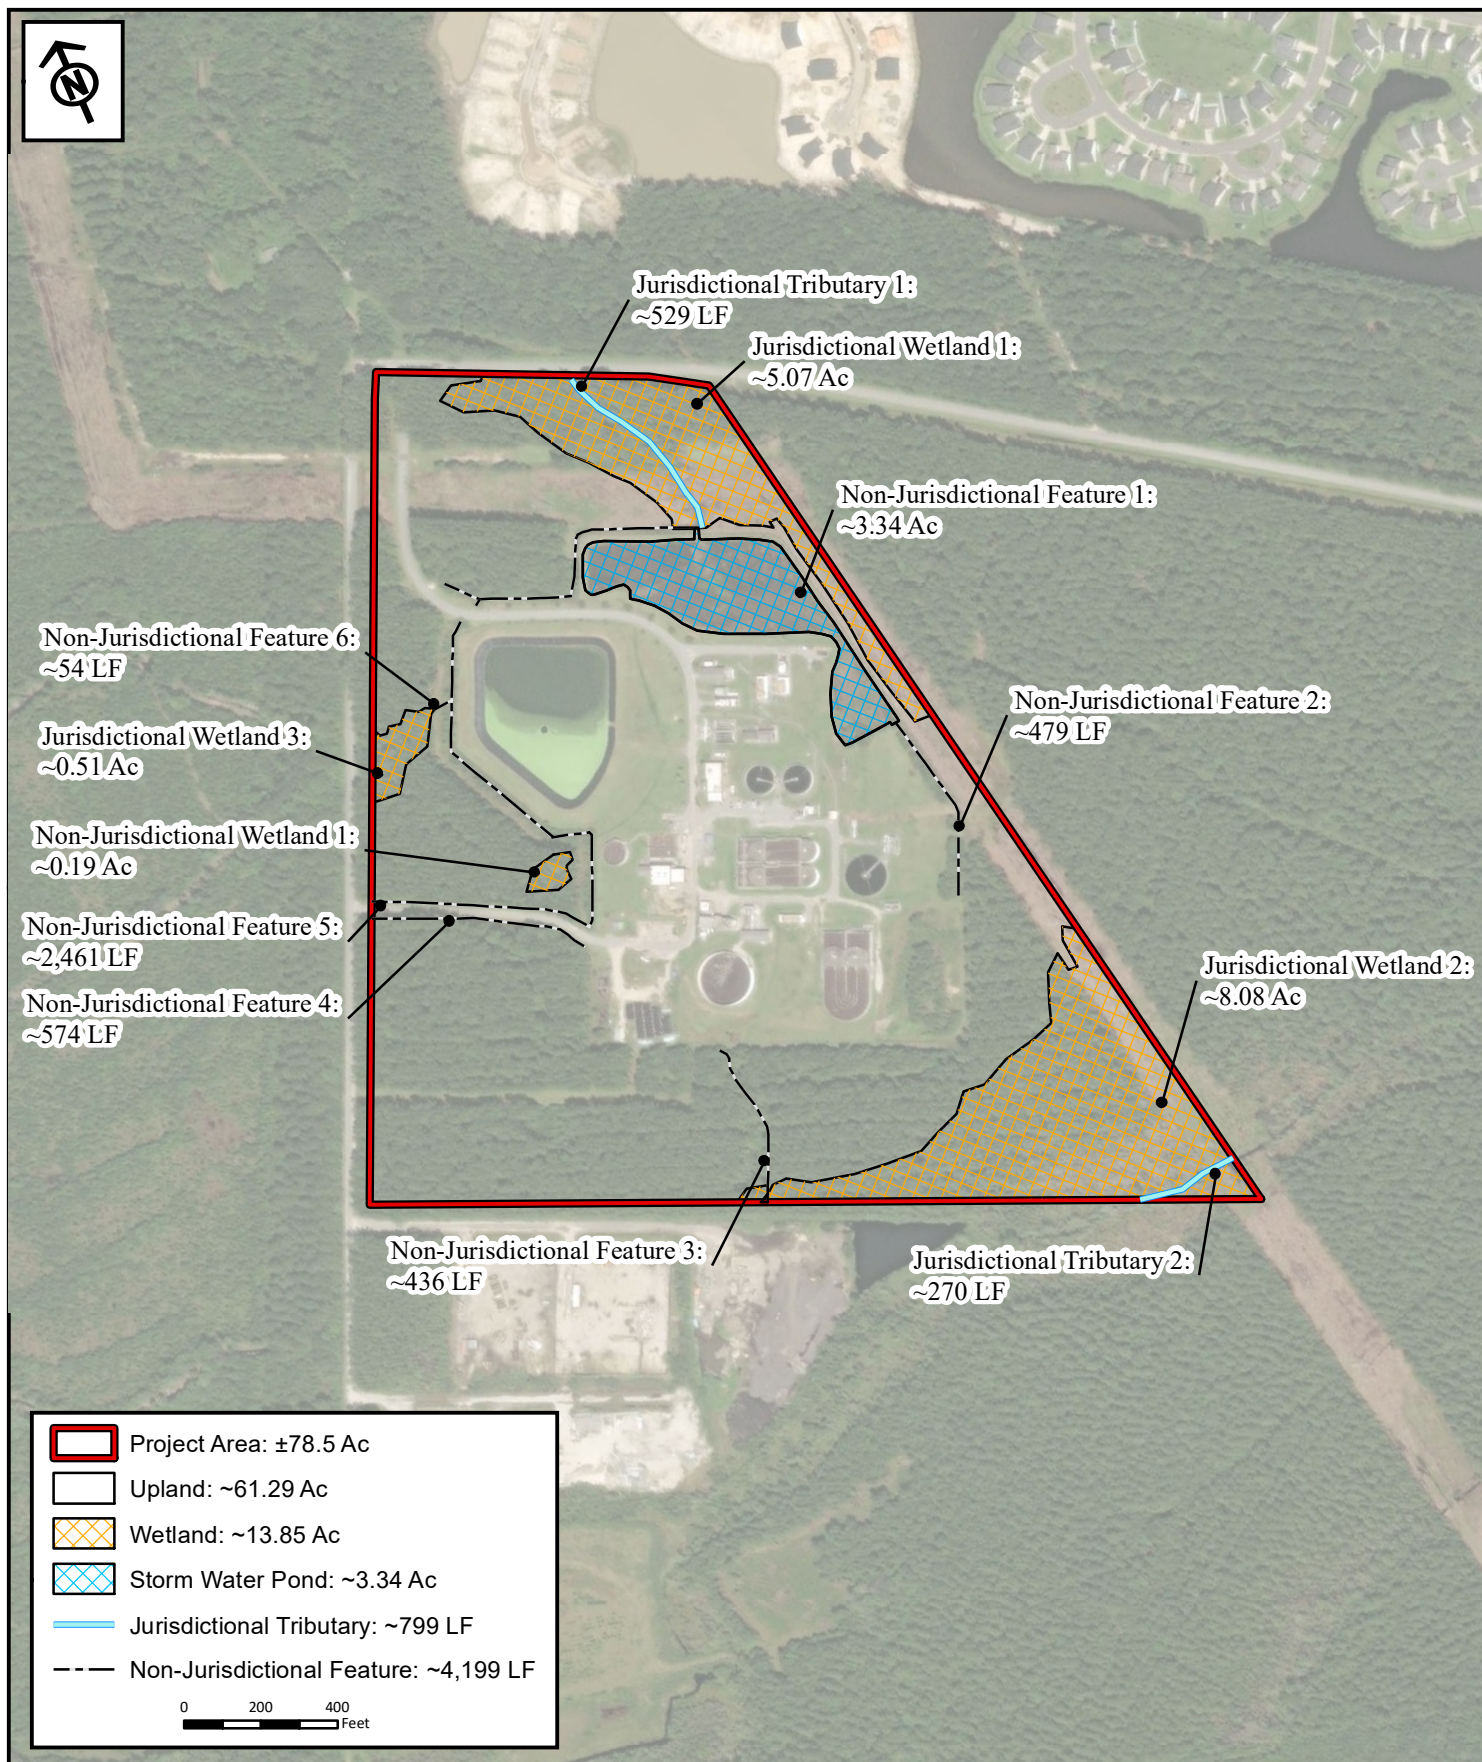 N
Jurisdictional Tributary 1:
~529 LF
Jurisdictional Wetland 1:
~5.07 Ac
Non-Jurisdictional Feature 1:
~3.34 Ac
Non-Jurisdictional Feature 6:
~54 LF
Non-Jurisdictional Feature 2:
~479 LF
Jurisdictional Wetland 3:
~0.51 Ac
Non-Jurisdictional Wetland 1:
~0.19 Ac
Non-Jurisdictional Feature 5:
~2,461 LF
Jurisdictional Wetland 2:
~8.08 Ac
Non-Jurisdictional Feature 4:
~574 LF
Non-Jurisdictional Feature 3:
~436 LF
Jurisdictional Tributary 2:
~270 LF
Project Area: ±78.5 Ac
Upland: ~61.29 Ac
Wetland: ~13.85 Ac
Storm Water Pond: ~3.34 Ac
Jurisdictional Tributary: ~799 LF
Non-Jurisdictional Feature: ~4,199 LF
0 200 400
Feet